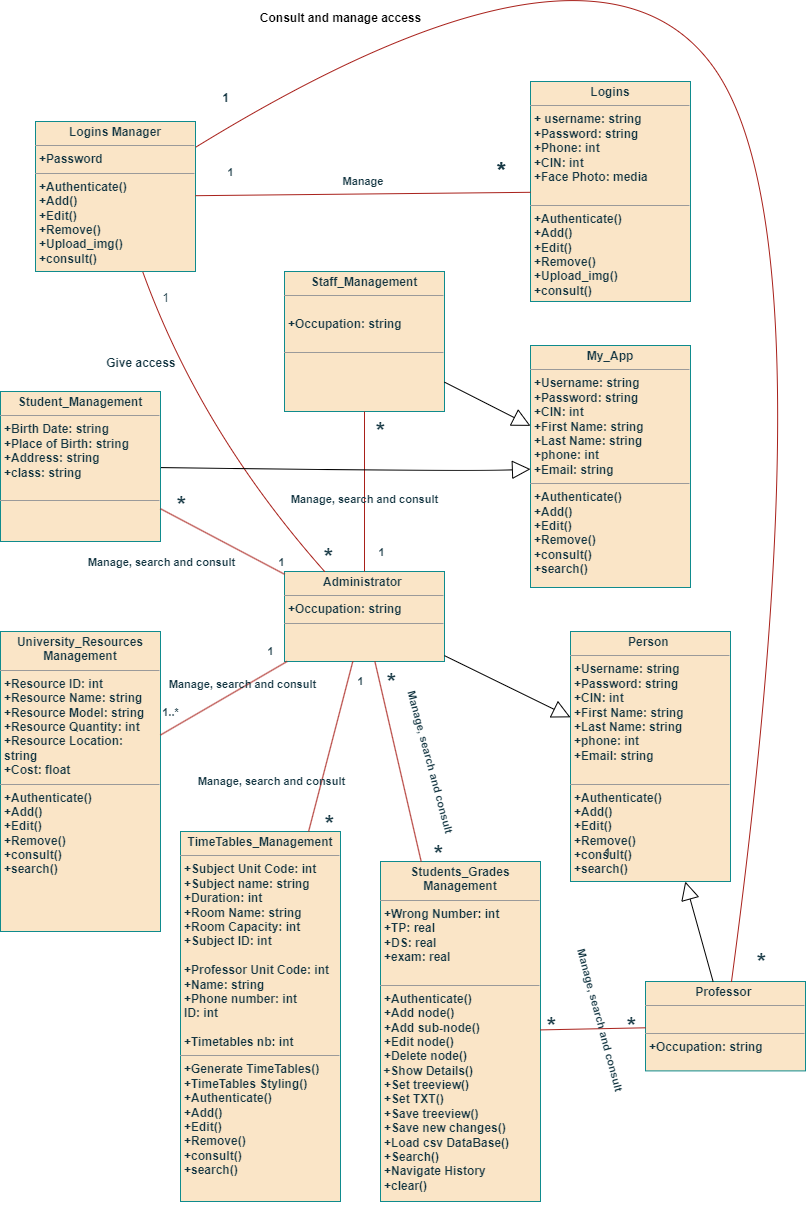 Consult and manage access
1
Logins Manager
+Password
+Authenticate()
+Add()
+Edit()
+Remove()
+Upload_img()
+consult()
1
Manage
*
Logins
+ username: string
+Password: string
+Phone: int
+CIN: int
+Face Photo: media
+Authenticate()
+Add()
+Edit()
+Remove()
+Upload_img()
+consult()
1
Give access
*
Staff_Management
+Occupation: string
*
Manage, search and consult
1
My_App
+Username: string
+Password: string
+CIN: int
+First Name: string
+Last Name: string
+phone: int
+Email: string
+Authenticate()
+Add()
+Edit()
+Remove()
+consult()
+search()
Student_Management
+Birth Date: string
+Place of Birth: string
+Address: string
+class: string
*
Manage, search and consult
1
Administrator
+Occupation: string
University_Resources
Management
+Resource ID: int
+Resource Name: string
+Resource Model: string
+Resource Quantity: int
+Resource Location:
string
+Cost: float
+Authenticate()
+Add()
+Edit()
+Remove()
+consult()
+search()
1
Manage, search and consult
1..*
1
Manage, search and consult
*
*
Manage, search and consult
*
Person
+Username: string
+Password: string
+CIN: int
+First Name: string
+Last Name: string
+phone: int
+Email: string
+Authenticate()
+Add()
+Edit()
+Remove()
+consult()
+search()
TimeTables_Management
+Subject Unit Code: int
+Subject name: string
+Duration: int
+Room Name: string
+Room Capacity: int
+Subject ID: int
+Professor Unit Code: int
+Name: string
+Phone number: int
ID: int
+Timetables nb: int
+Generate TimeTables()
+TimeTables Styling()
+Authenticate()
+Add()
+Edit()
+Remove()
+consult()
+search()
Students_Grades
Management
+Wrong Number: int
+TP: real
+DS: real
+exam: real
+Authenticate()
+Add node()
+Add sub-node()
+Edit node()
+Delete node()
+Show Details()
+Set treeview()
+Set TXT()
+Save treeview()
+Save new changes()
+Load csv DataBase()
+Search()
+Navigate History
+clear()
*
Manage, search and consult
*
*
Professor
+Occupation: string